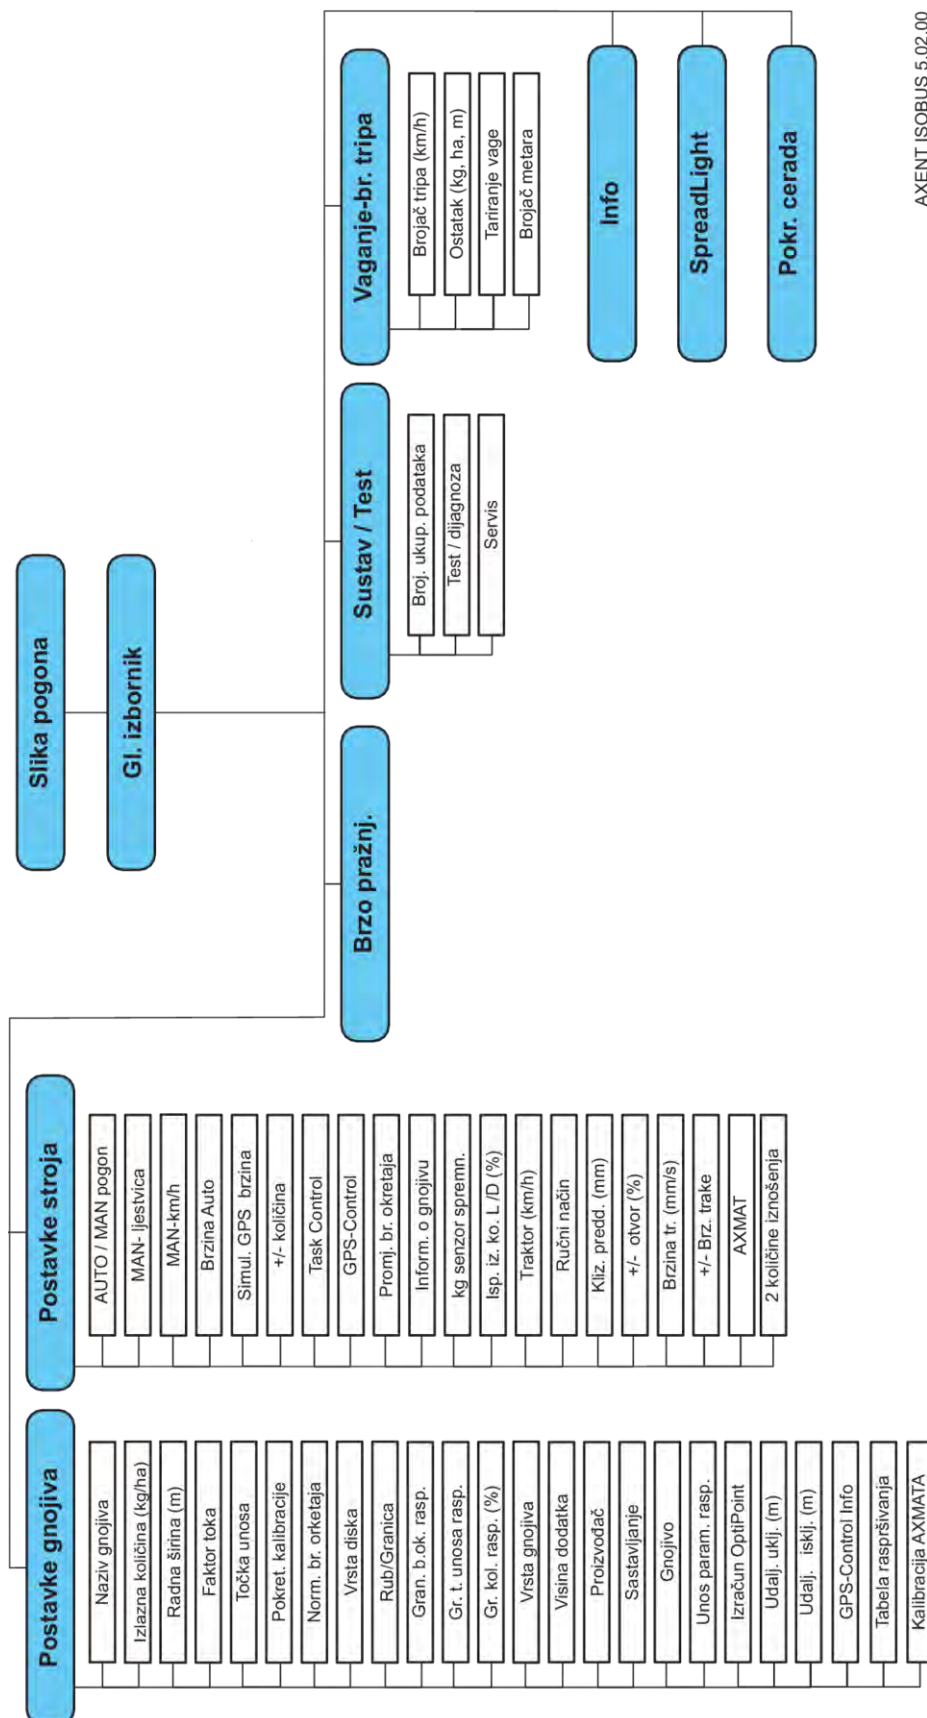 Slika pogona
Gl. izbornik
Postavke gnojiva
Naziv gnojiva
Izlazna količina (kg/ha)
Radna širina (m)
Faktor toka
Točka unosa
Pokret. kalibracije
Norm. br. orketaja
Vrsta diska
Rub/Granica
Gran. b.ok. rasp.
Gr. t. unosa rasp.
Gr. kol. rasp. (%)
Vrsta gnojiva
Visina dodatka
Proizvođač
Sastavljanje
Gnojivo
Unos param. rasp.
Izračun OptiPoint
Udalj. uklj. (m)
Udalj. isklj. (m)
GPS-Control Info
Tabela raspršivanja
Kalibracija AXMATA
Postavke stroja
AUTO / MAN pogon
MAN- ljestvica
MAN-km/h
Brzina Auto
Simul. GPS brzina
+/- količina
Task Control
GPS-Control
Promj. br. okretaja
Inform. o gnojivu
kg senzor spremn.
Isp. iz. ko. L /D (%)
Traktor (km/h)
Ručni način
Kliz. predd. (mm)
+/- otvor (%)
Brzina tr. (mm/s)
+/- Brz. trake
AXMAT
2 količine iznošenja
Brzo pražnj.
Sustav / Test
Broj. ukup. podataka
Test / dijagnoza
Servis
Vaganje-br. tripa
Brojač tripa (km/h)
Ostatak (kg, ha, m)
Tariranje vage
Brojač metara
Info
SpreadLight
Pokr. cerada
AXENT ISOBUS 5.02.00